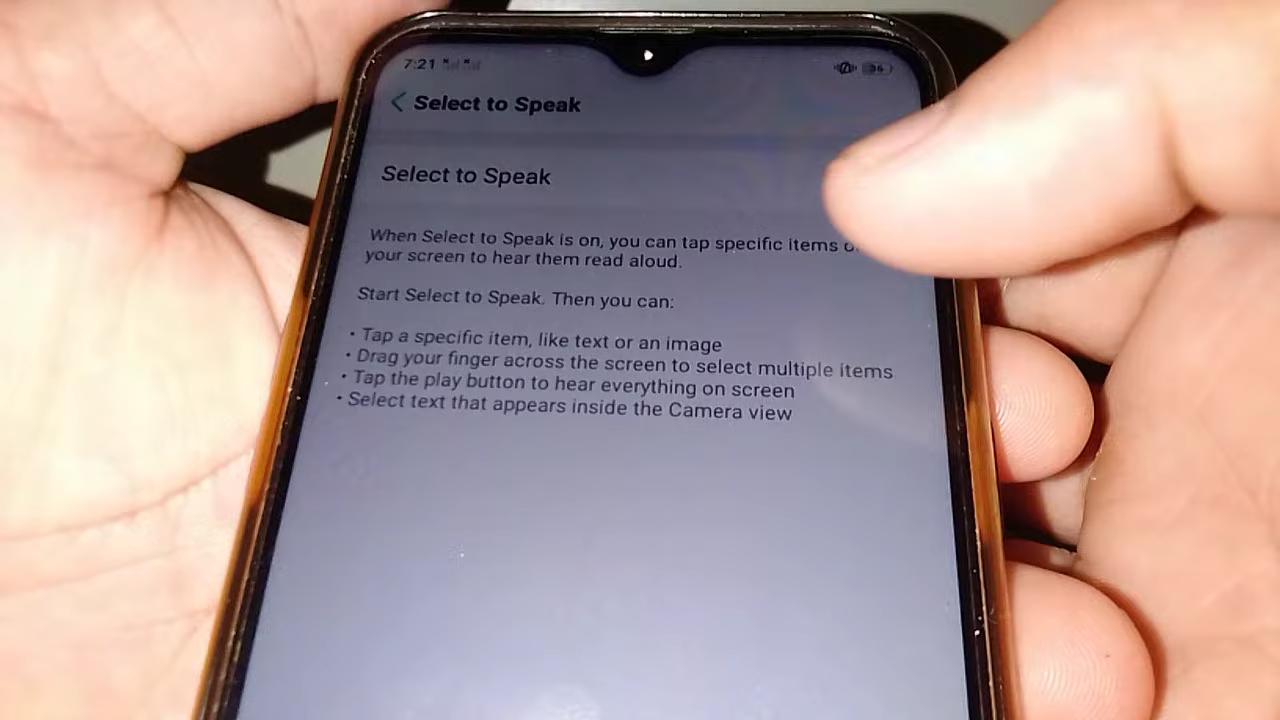 7:21
36
Select to Speak
Select to Speak
When Select to Speak is on, you can tap specific items
your screen to hear them read aloud.
Start Select to Speak. Then you can:
• Tap a specific item, like text or an image
• Drag your finger across the screen to select multiple items
• Tap the play button to hear everything on screen
• Select text that appears inside the Camera view